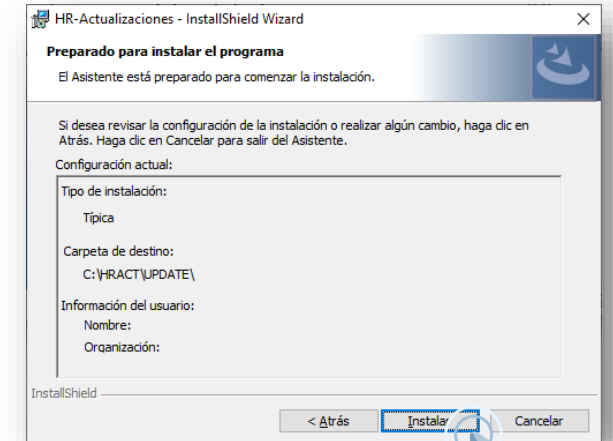 HR-Actualizaciones - InstallShield Wizard
Preparado para instalar el programa
El Asistente está preparado para comenzar la instalación.
Si desea revisar la configuración de la instalación o realizar algún cambio, haga clic en
Atrás. Haga clic en Cancelar para salir del Asistente.
Configuración actual:
Tipo de instalación:
Típica
Carpeta de destino:
C:\HRACT\UPDATE\
Información del usuario:
Nombre:
Organización:
InstallShield
< Atrás Instalar Cancelar